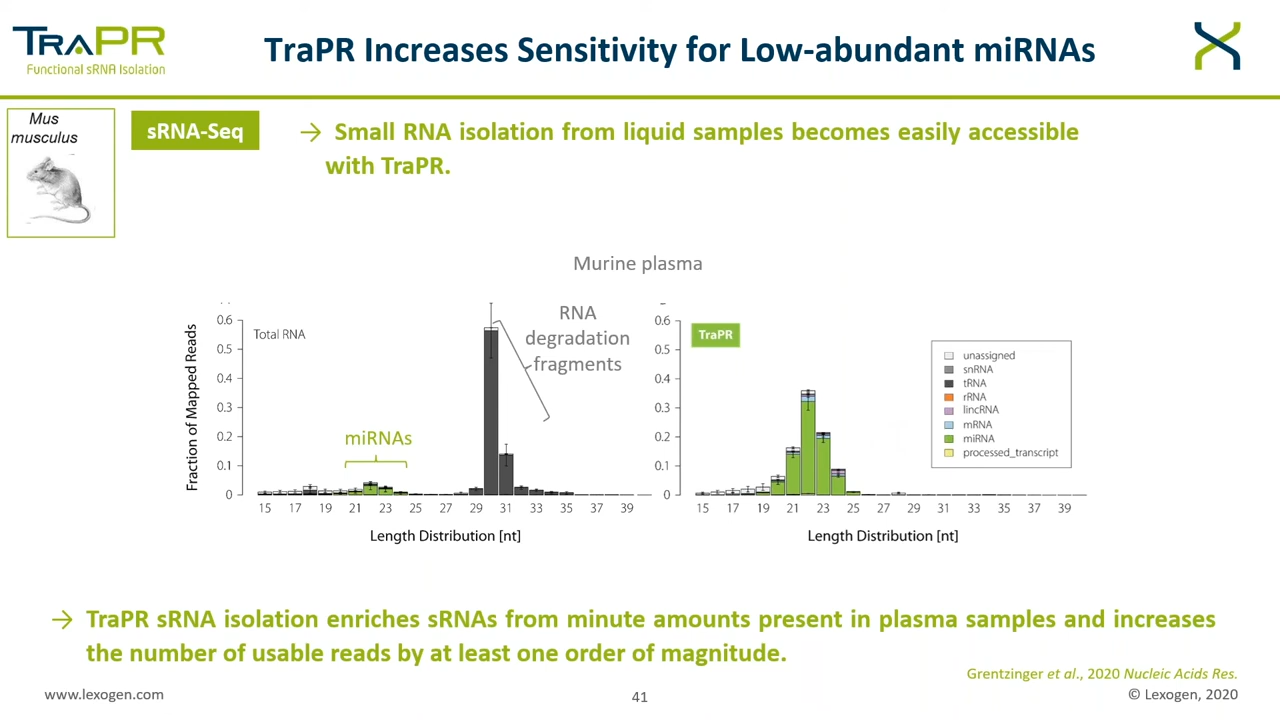 TRAPR
Functional sRNA Isolation
TraPR Increases Sensitivity for Low-abundant miRNAs
Mus
musculus
sRNA-Seq
→ Small RNA isolation from liquid samples becomes easily accessible
with TraPR.
Murine plasma
Fraction of Mapped Reads
0.6
0.5
0.4
0.3
0.2
0.1
0
Total RNA
RNA
degradation
fragments
miRNAs
15 17 19 21 23 25 27 29 31 33 35 37 39
Length Distribution [nt]
0.6
0.5
0.4
0.3
0.2
0.1
0
TraPR
unassigned
snRNA
tRNA
rRNA
lincRNA
mRNA
miRNA
processed_transcript
15 17 19 21 23 25 27 29 31 33 35 37 39
Length Distribution [nt]
→ TraPR sRNA isolation enriches sRNAs from minute amounts present in plasma samples and increases
the number of usable reads by at least one order of magnitude.
Grentzinger et al., 2020 Nucleic Acids Res.
www.lexogen.com
41
© Lexogen, 2020